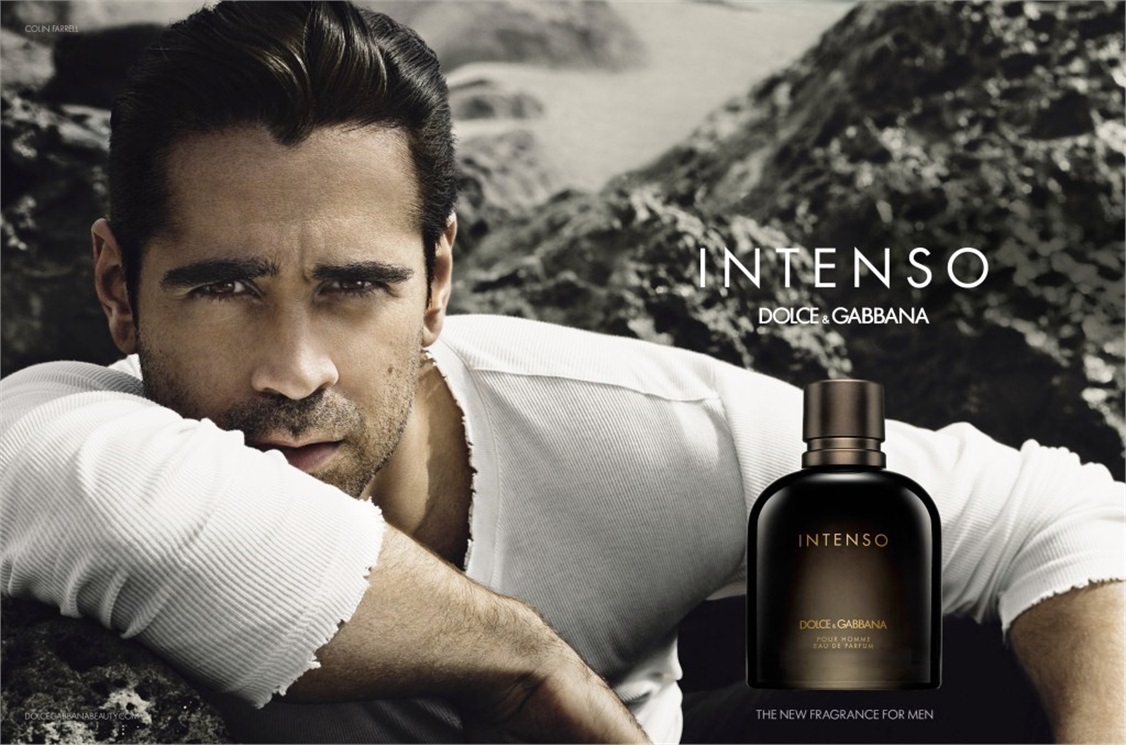 COLIN FARRELL
INTENSO
DOLCE & GABBANA
INTENSO
DOLCE & GABBANA
POUR HOMME
EAU DE PARFUM
DOLCEGABBANABEAUTY.COM
THE NEW FRAGRANCE FOR MEN